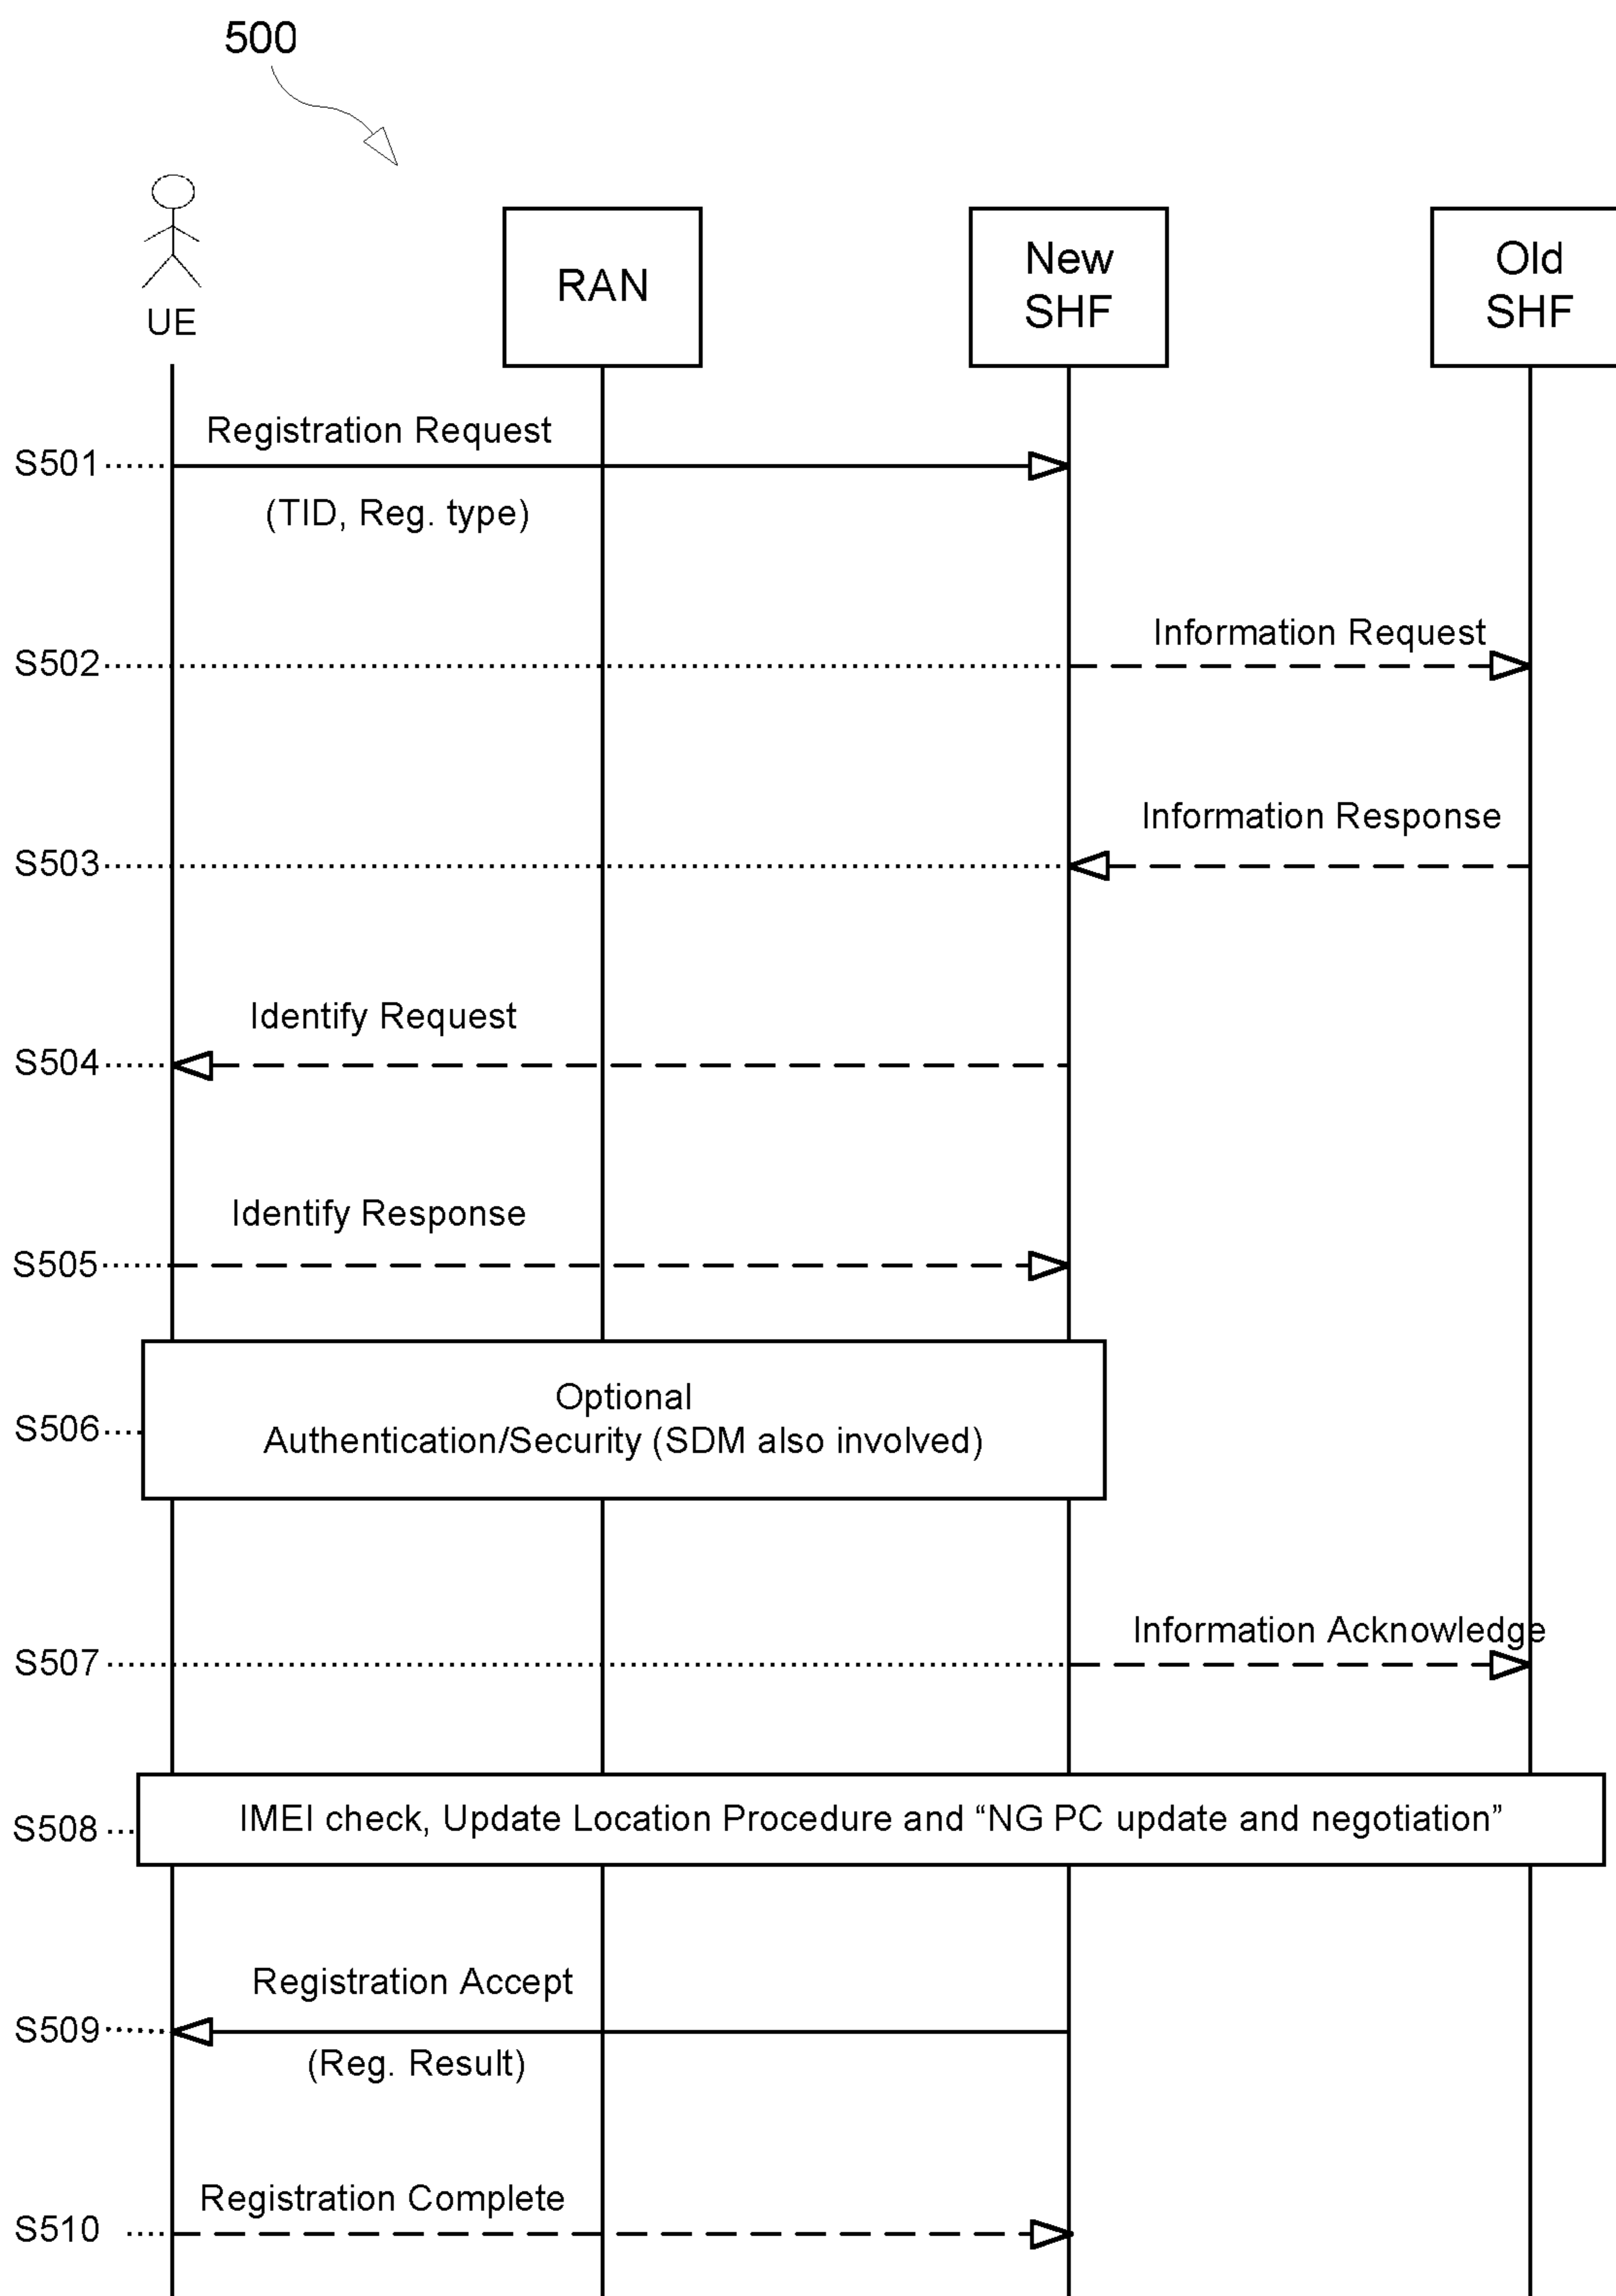 500
UE
RAN
New
SHF
Old
SHF
Registration Request
S501
(TID, Reg. type)
Information Request
S502
Information Response
S503
Identify Request
S504
Identify Response
S505
Optional
S506
Authentication/Security (SDM also involved)
Information Acknowledge
S507
S508
IMEI check, Update Location Procedure and “NG PC update and negotiation”
Registration Accept
S509
(Reg. Result)
Registration Complete
S510